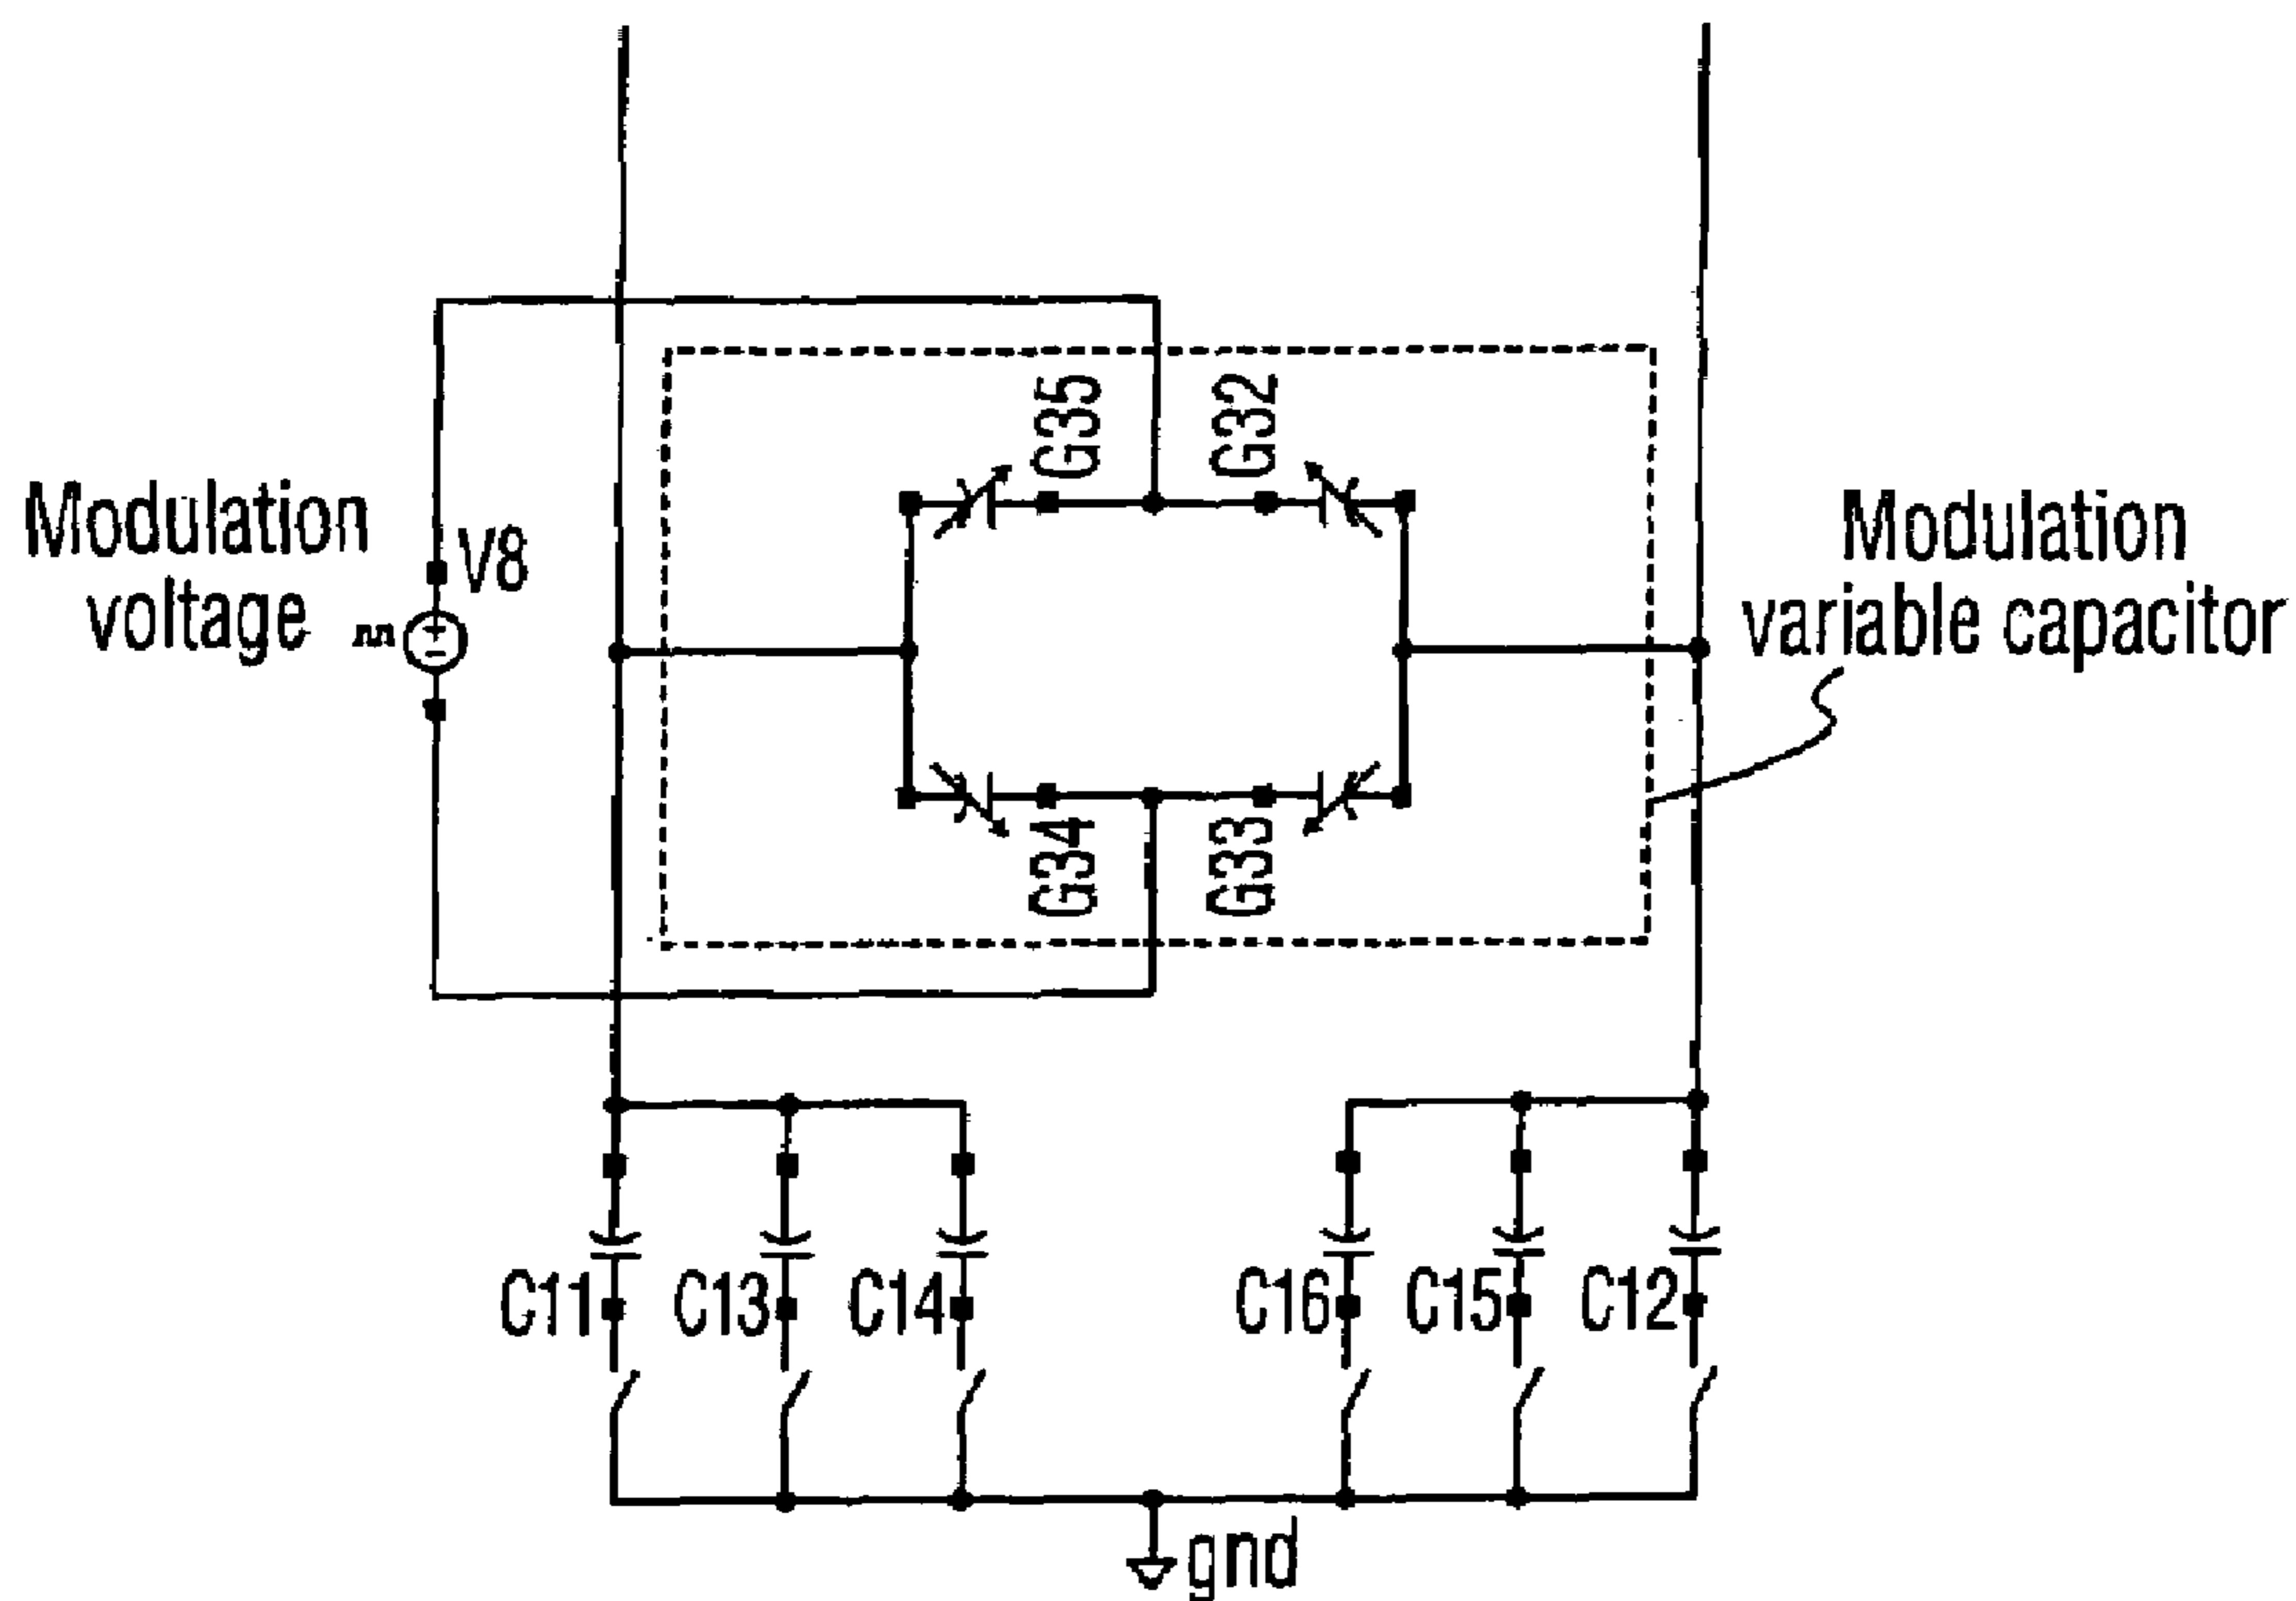 Modulation
voltage
V8
G35
G32
G34
G33
Modulation
variable capacitor
C11
C13
C14
C16
C15
C12
gnd